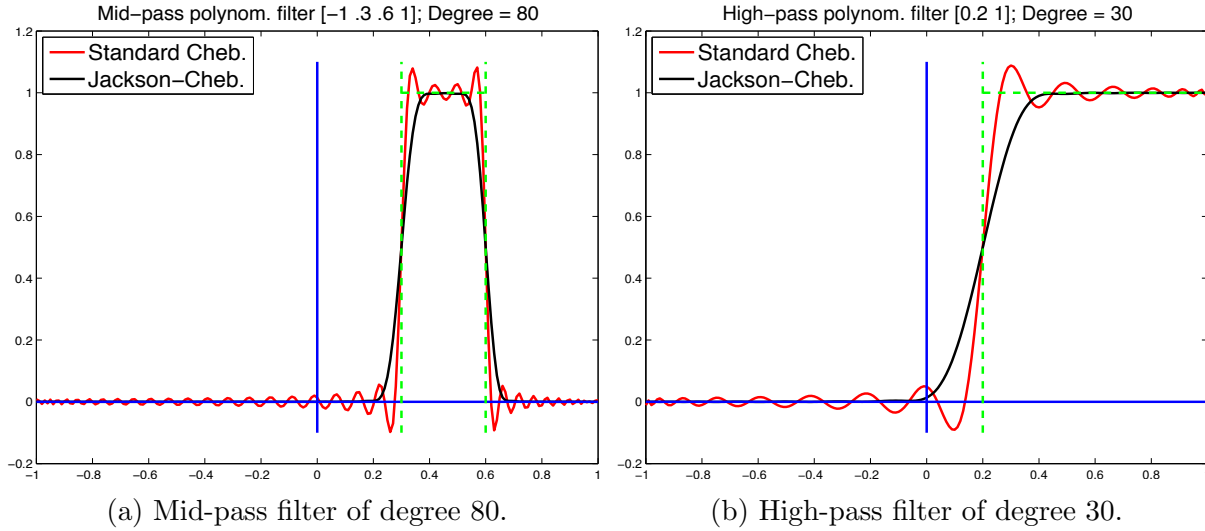 Mid-pass polynom. filter [-1 .3 .6 1]; Degree = 80
1.2
1
0.8
0.6
0.4
0.2
0
-0.2
Standard Cheb.
Jackson-Cheb.
-1 -0.8 -0.6 -0.4 -0.2 0 0.2 0.4 0.6 0.8 1
(a) Mid-pass filter of degree 80.
High-pass polynom. filter [0.2 1]; Degree = 30
1.2
1
0.8
0.6
0.4
0.2
0
-0.2
Standard Cheb.
Jackson-Cheb.
-1 -0.8 -0.6 -0.4 -0.2 0 0.2 0.4 0.6 0.8
(b) High-pass filter of degree 30.